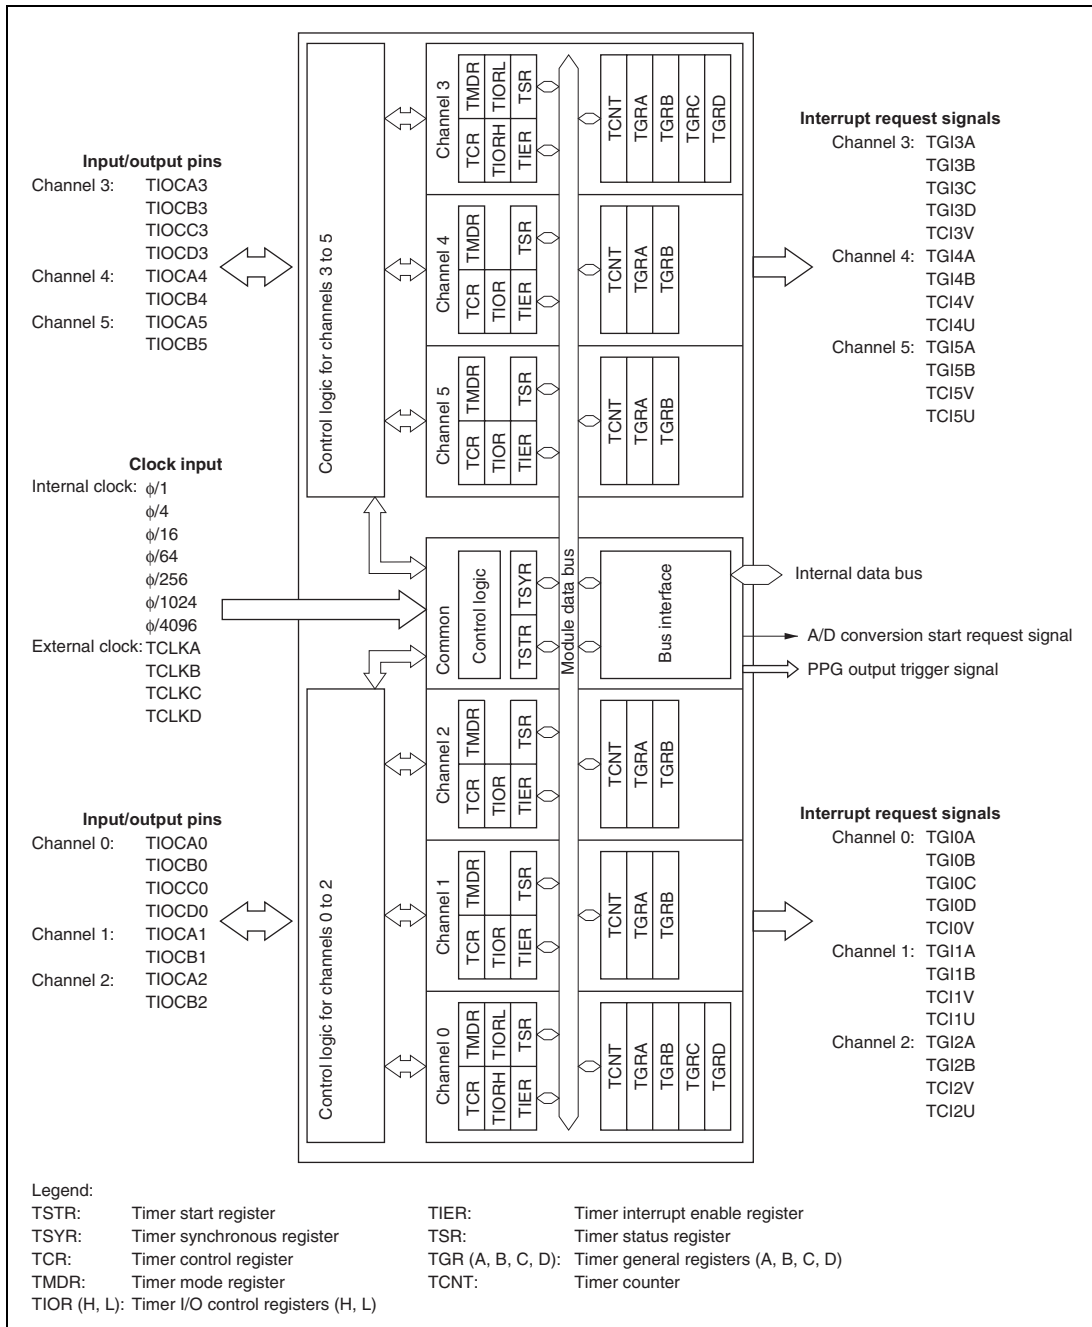 Input/output pins
Channel 3: TIOCA3
TIOCB3
TIOCC3
TIOCD3
Channel 4: TIOCA4
TIOCB4
Channel 5: TIOCA5
TIOCB5
Clock input
Internal clock: ϕ/1
ϕ/4
ϕ/16
ϕ/64
ϕ/256
ϕ/1024
ϕ/4096
External clock: TCLKA
TCLKB
TCLKC
TCLKD
Input/output pins
Channel 0: TIOCA0
TIOCB0
TIOCC0
TIOCD0
Channel 1: TIOCA1
TIOCB1
Channel 2: TIOCA2
TIOCB2
Control logic for channels 3 to 5
Control logic for channels 0 to 2
Channel 3
TMDR TIORL TSR
TCR TIORH TIER
TCNT TGRA TGRB TGRC TGRD
Channel 4
TMDR TSR
TCR TIOR TIER
TCNT TGRA TGRB
Channel 5
TMDR TSR
TCR TIOR TIER
TCNT TGRA TGRB
Common
Control logic
TSYR
TSTR
Module data bus
Bus interface
Channel 2
TMDR TSR
TCR TIOR TIER
TCNT TGRA TGRB
Channel 1
TMDR TSR
TCR TIOR TIER
TCNT TGRA TGRB
Channel 0
TMDR TIORL TSR
TCR TIORH TIER
TCNT TGRA TGRB TGRC TGRD
Interrupt request signals
Channel 3: TGI3A
TGI3B
TGI3C
TGI3D
TCI3V
Channel 4: TGI4A
TGI4B
TCI4V
TCI4U
Channel 5: TGI5A
TGI5B
TCI5V
TCI5U
Internal data bus
A/D conversion start request signal
PPG output trigger signal
Interrupt request signals
Channel 0: TGI0A
TGI0B
TGI0C
TGI0D
TCI0V
Channel 1: TGI1A
TGI1B
TCI1V
TCI1U
Channel 2: TGI2A
TGI2B
TCI2V
TCI2U
Legend:
TSTR: Timer start register
TSYR: Timer synchronous register
TCR: Timer control register
TMDR: Timer mode register
TIOR (H, L): Timer I/O control registers (H, L)
TIER: Timer interrupt enable register
TSR: Timer status register
TGR (A, B, C, D): Timer general registers (A, B, C, D)
TCNT: Timer counter